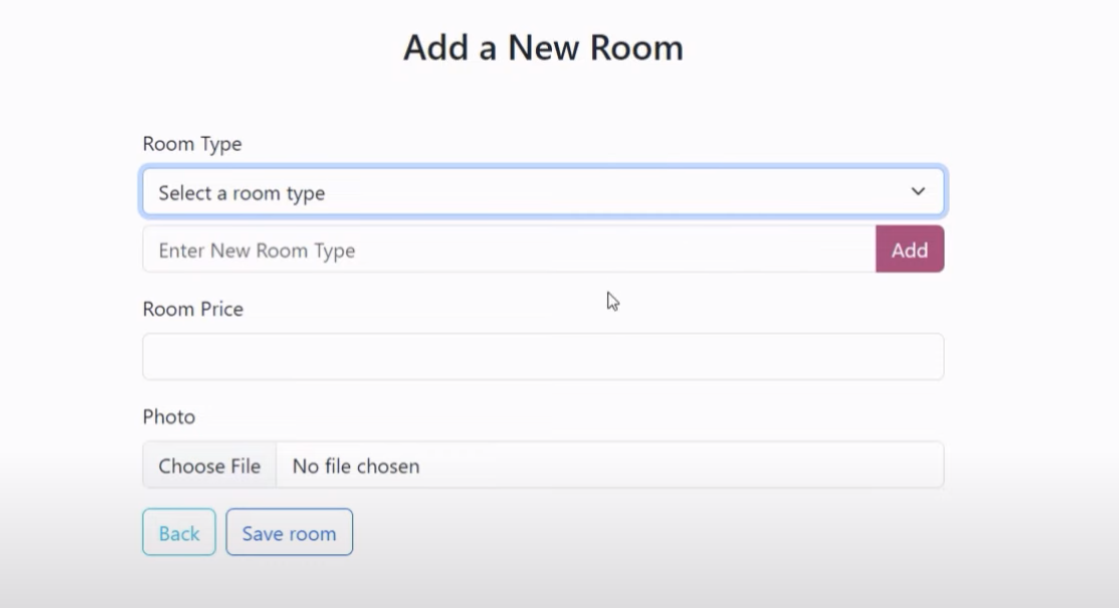 Add a New Room
Room Type
Select a room type
Enter New Room Type Add
Room Price
Photo
Choose File No file chosen
Back Save room